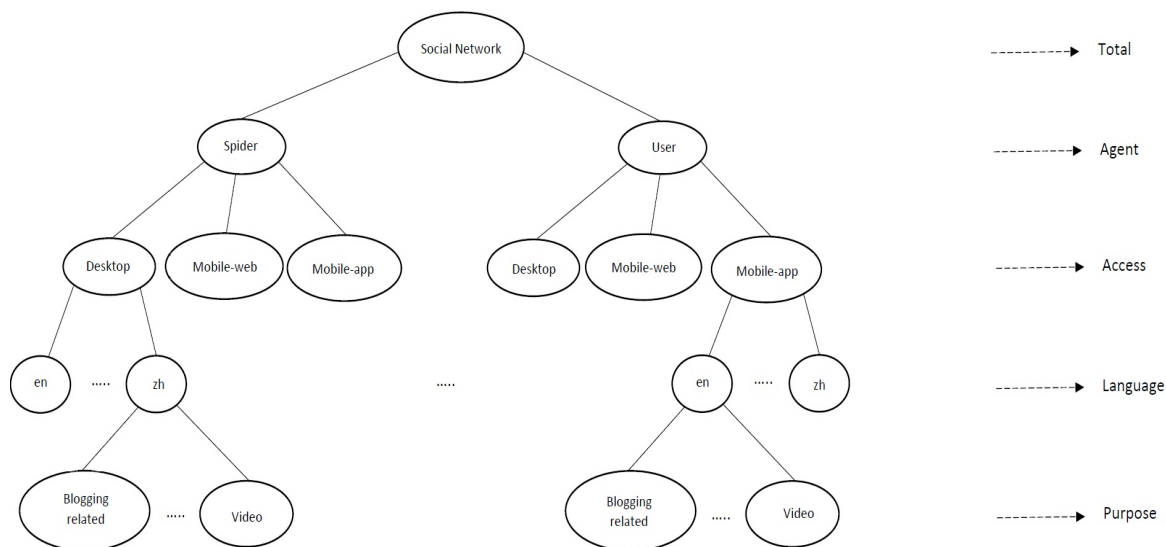 Social Network
Total
Spider
User
Agent
Desktop
Mobile-web
Mobile-app
Desktop
Mobile-web
Mobile-app
Access
en
.....
zh
.....
en
.....
zh
Language
Blogging
related
.....
Video
Blogging
related
.....
Video
Purpose